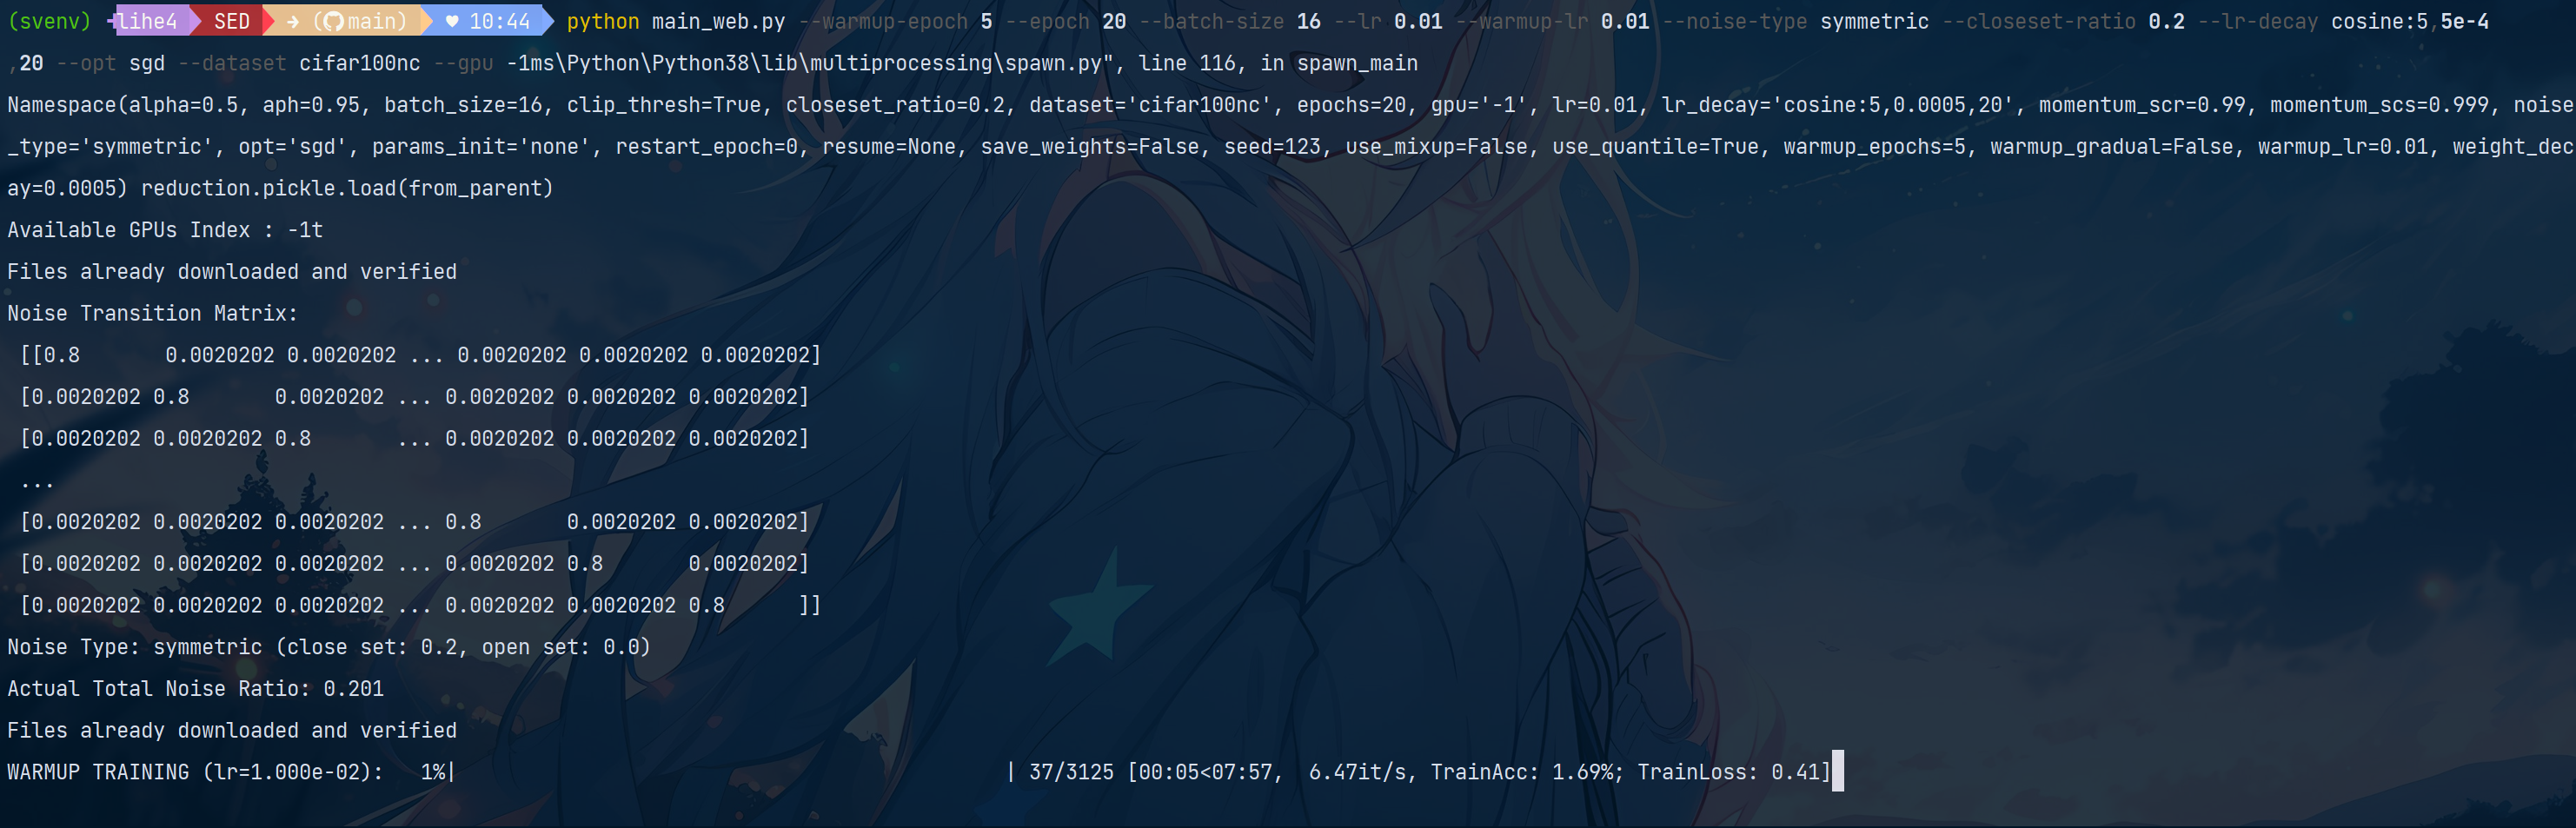 (svenv) lihe4 SED → (main) ♥ 10:44 python main_web.py --warmup-epoch 5 --epoch 20 --batch-size 16 --lr 0.01 --warmup-lr 0.01 --noise-type symmetric --closeset-ratio 0.2 --lr-decay cosine:5,5e-4
,20 --opt sgd --dataset cifar100nc --gpu -1ms\Python\Python38\lib\multiprocessing\spawn.py", line 116, in spawn_main
Namespace(alpha=0.5, aph=0.95, batch_size=16, clip_thresh=True, closeset_ratio=0.2, dataset='cifar100nc', epochs=20, gpu='-1', lr=0.01, lr_decay='cosine:5,0.0005,20', momentum_scr=0.99, momentum_scs=0.999, noise
_type='symmetric', opt='sgd', params_init='none', restart_epoch=0, resume=None, save_weights=False, seed=123, use_mixup=False, use_quantile=True, warmup_epochs=5, warmup_gradual=False, warmup_lr=0.01, weight_dec
ay=0.0005) reduction.pickle.load(from_parent)
Available GPUs Index : -1t
Files already downloaded and verified
Noise Transition Matrix:
[[0.8       0.0020202 0.0020202 ... 0.0020202 0.0020202 0.0020202]
[0.0020202 0.8       0.0020202 ... 0.0020202 0.0020202 0.0020202]
[0.0020202 0.0020202 0.8       ... 0.0020202 0.0020202 0.0020202]
...
[0.0020202 0.0020202 0.0020202 ... 0.8       0.0020202 0.0020202]
[0.0020202 0.0020202 0.0020202 ... 0.0020202 0.8       0.0020202]
[0.0020202 0.0020202 0.0020202 ... 0.0020202 0.0020202 0.8      ]]
Noise Type: symmetric (close set: 0.2, open set: 0.0)
Actual Total Noise Ratio: 0.201
Files already downloaded and verified
WARMUP TRAINING (lr=1.000e-02):   1%|          | 37/3125 [00:05<07:57,  6.47it/s, TrainAcc: 1.69%; TrainLoss: 0.41]